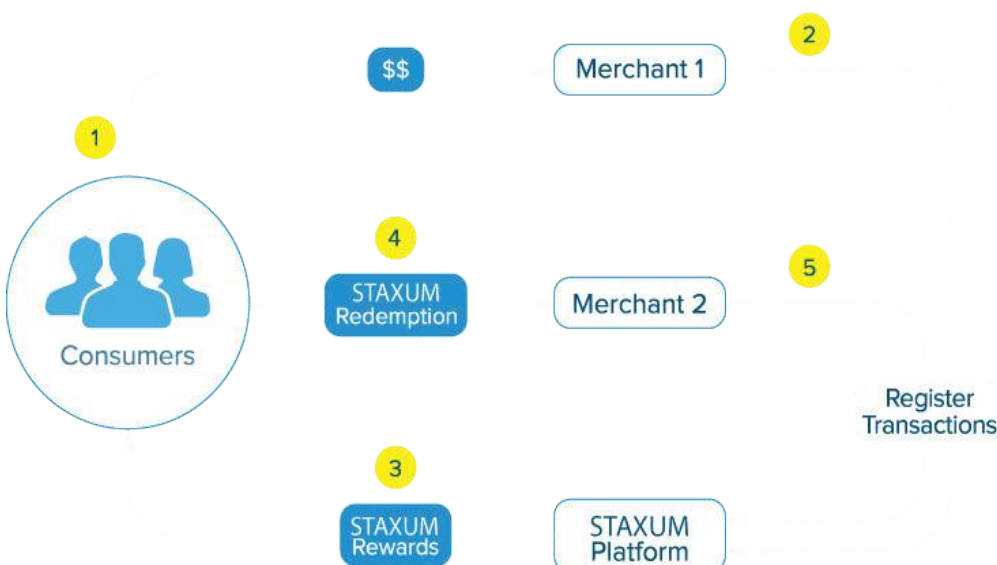 2
$$
Merchant 1
1
4
5
STAXUM
Redemption
Merchant 2
Consumers
Register
Transactions
3
STAXUM
Rewards
STAXUM
Platform